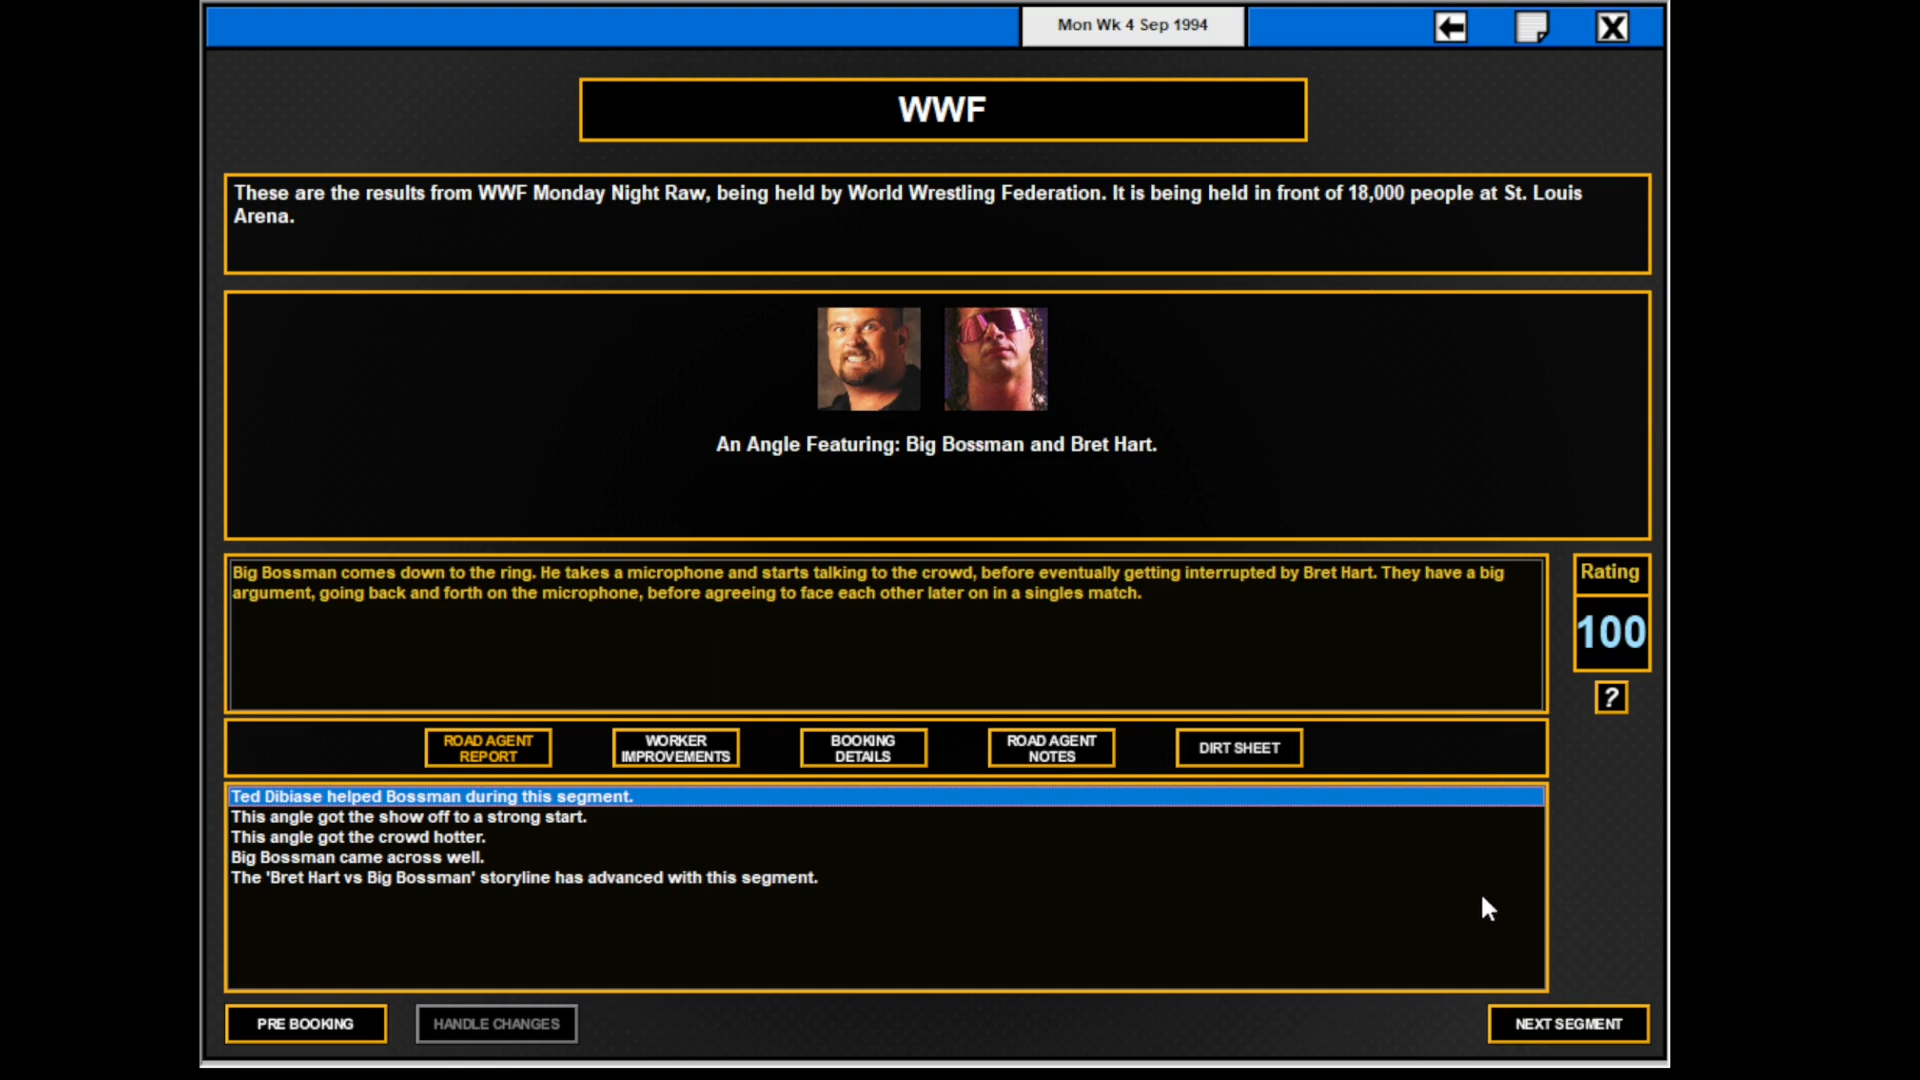 Mon Wk 4 Sep 1994
WWF
These are the results from WWF Monday Night Raw, being held by World Wrestling Federation. It is being held in front of 18,000 people at St. Louis
Arena.
An Angle Featuring: Big Bossman and Bret Hart.
Big Bossman comes down to the ring. He takes a microphone and starts talking to the crowd, before eventually getting interrupted by Bret Hart. They have a big
argument, going back and forth on the microphone, before agreeing to face each other later on in a singles match.
Rating
100
?
ROAD AGENT
REPORT
WORKER
IMPROVEMENTS
BOOKING
DETAILS
ROAD AGENT
NOTES
DIRT SHEET
Ted Dibiase helped Bossman during this segment.
This angle got the show off to a strong start.
This angle got the crowd hotter.
Big Bossman came across well.
The 'Bret Hart vs Big Bossman' storyline has advanced with this segment.
PRE BOOKING
HANDLE CHANGES
NEXT SEGMENT